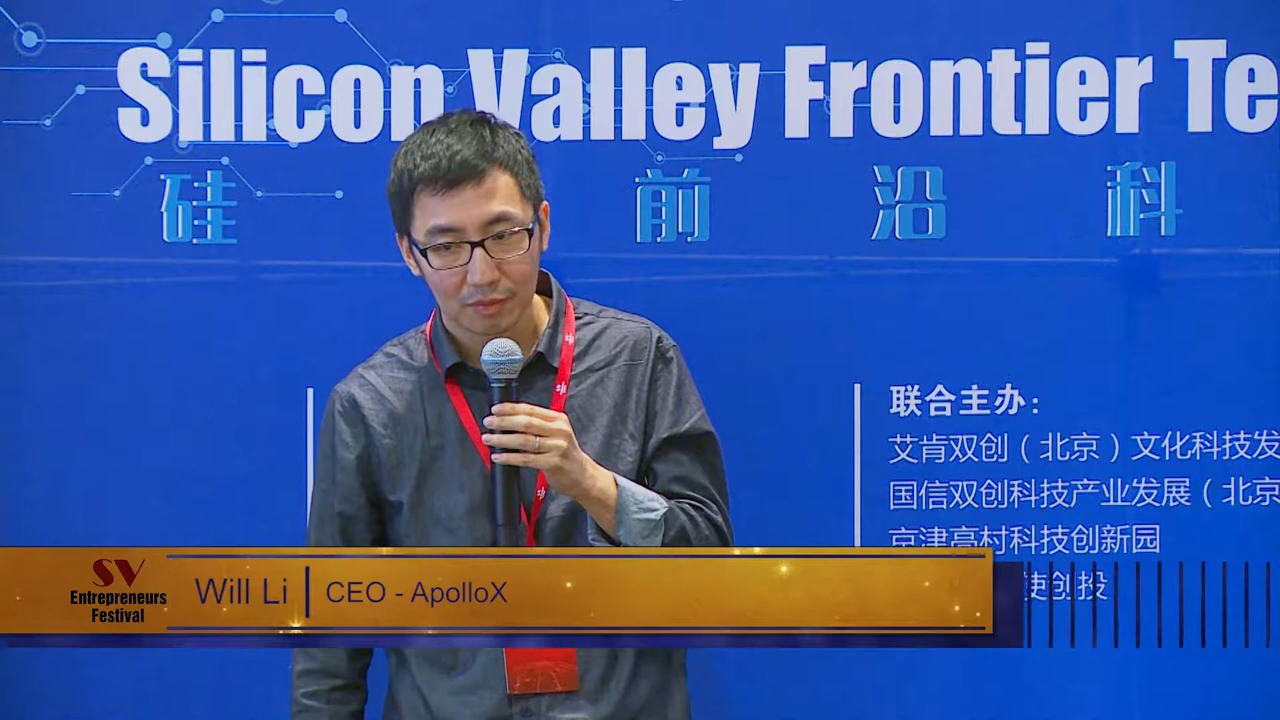 Silicon Valley Frontier Te
硅 前 沿 科
联合主办：
艾肯双创（北京）文化科技发
国信双创科技产业发展（北京
京津高村科技创新园
使创投
SV
Entrepreneurs
Festival
Will Li
CEO - ApolloX